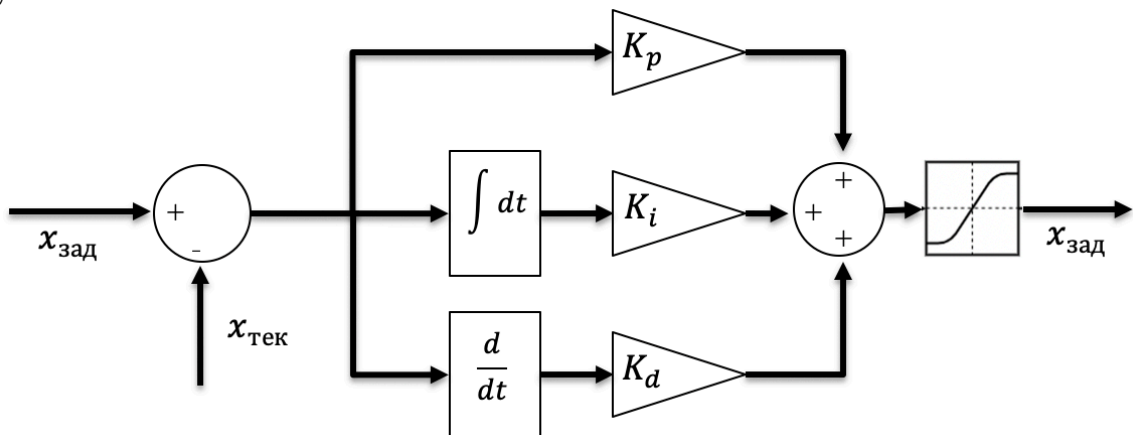 K_p
+
x_зад
-
x_тек
∫ dt
K_i
+
+
+
x_зад
d/dt
K_d